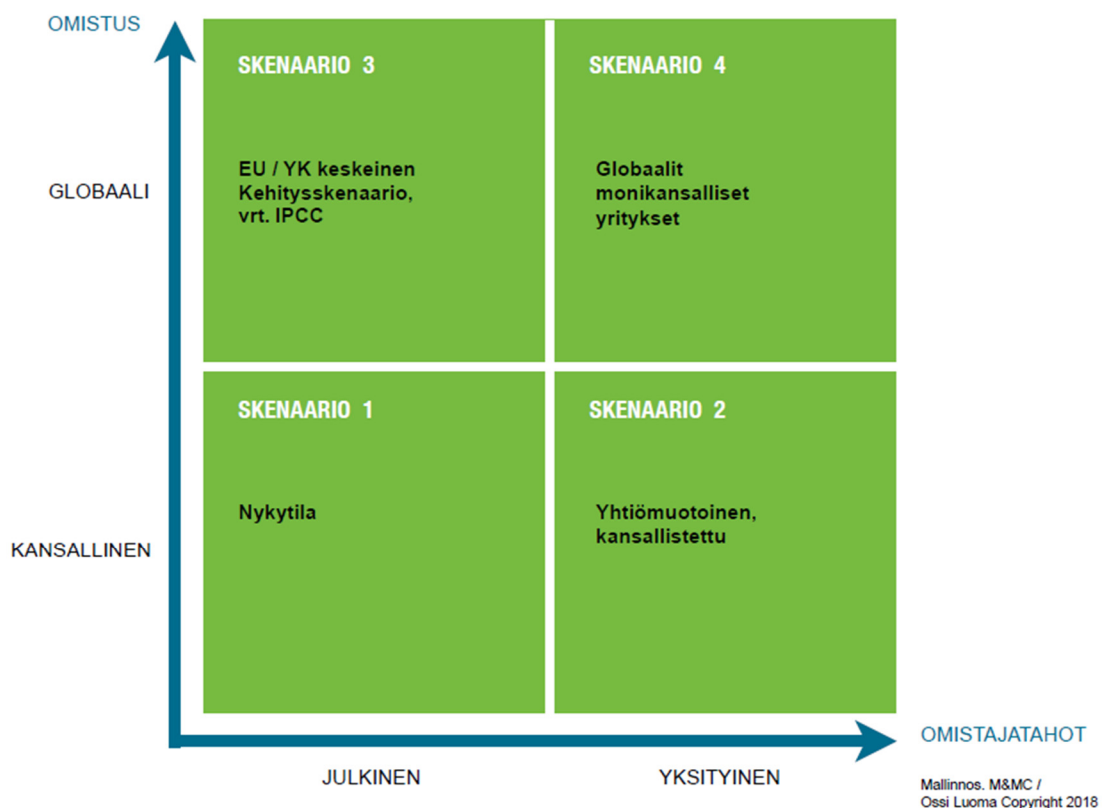 OMISTUS
SKENAARIO 3
SKENAARIO 4
GLOBAALI
EU / YK keskeinen
Kehitysskenaario,
vrt. IPCC
Globaalit
monikansalliset
yritykset
SKENAARIO 1
SKENAARIO 2
KANSALLINEN
Nykytila
Yhtiömuotoinen,
kansallistettu
OMISTAJATAHOT
JULKINEN
YKSITYINEN
Mallinnos. M&MC /
Ossi Luoma Copyright 2018